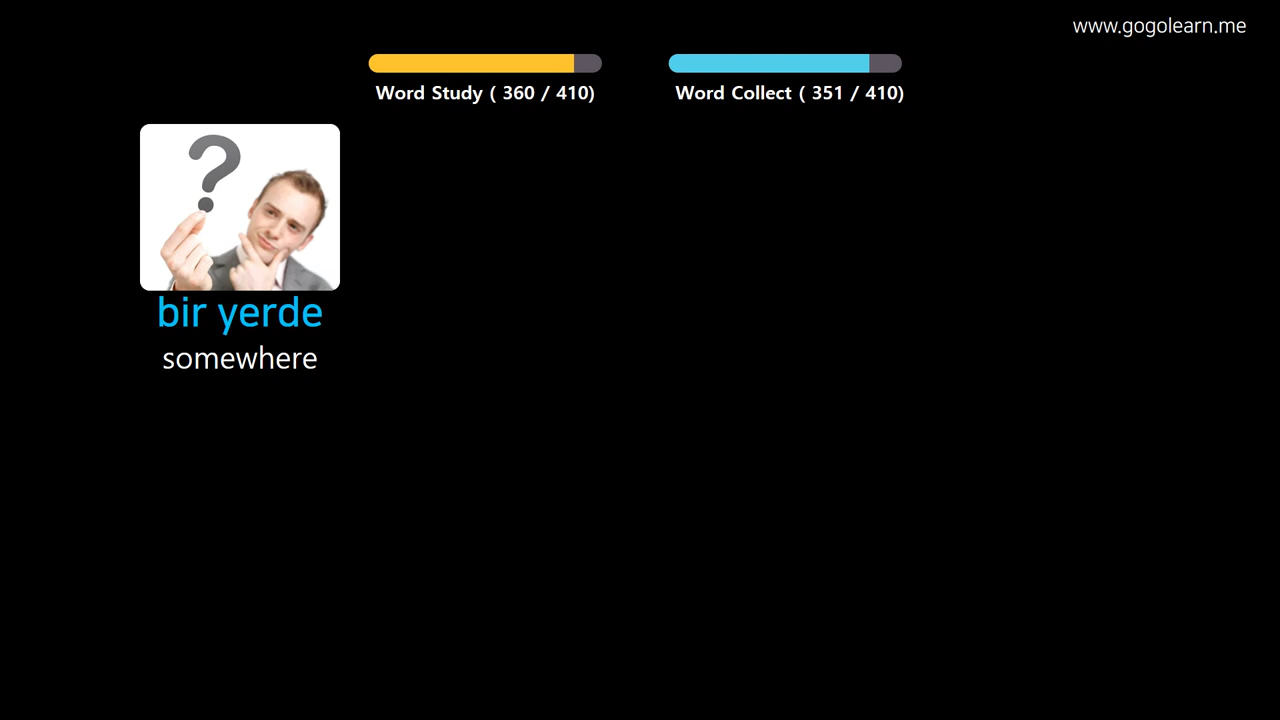 www.gogolearn.me
Word Study ( 360 / 410)
Word Collect ( 351 / 410)
?
bir yerde
somewhere